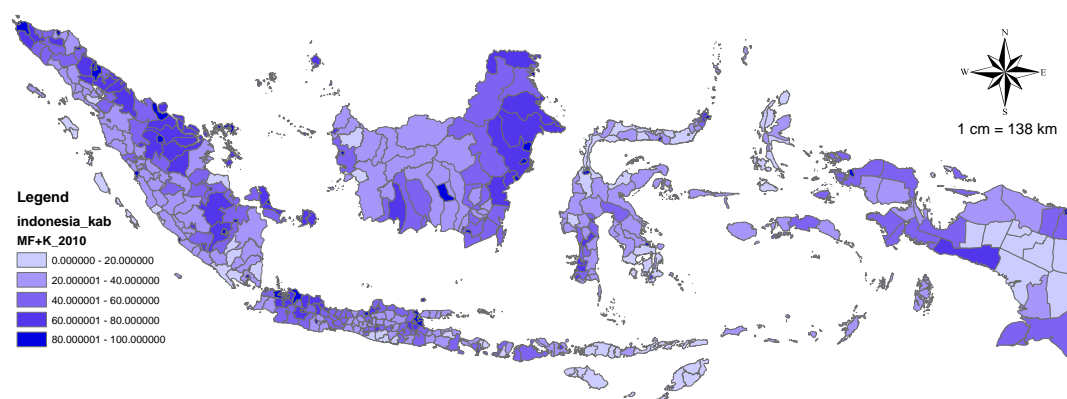 N
W E
S
1 cm = 138 km
Legend
indonesia_kab
MF+K_2010
0.000000 - 20.000000
20.000001 - 40.000000
40.000001 - 60.000000
60.000001 - 80.000000
80.000001 - 100.000000